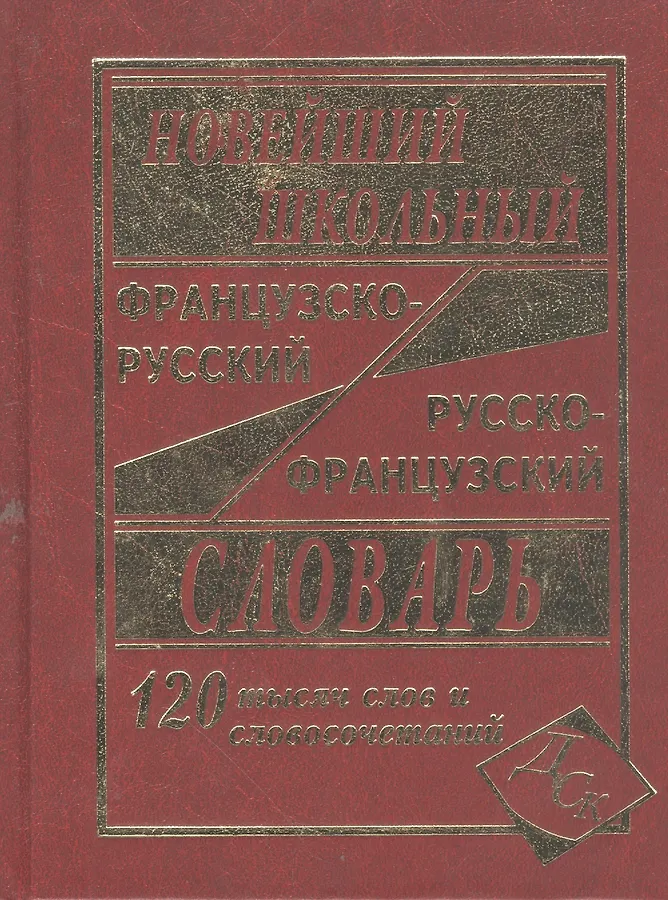 НОВЕЙШИЙ
ШКОЛЬНЫЙ
ФРАНЦУЗСКО-
РУССКИЙ
РУССКО-
ФРАНЦУЗСКИЙ
СЛОВАРЬ
120 тысяч слов и
словосочетаний
ДСК